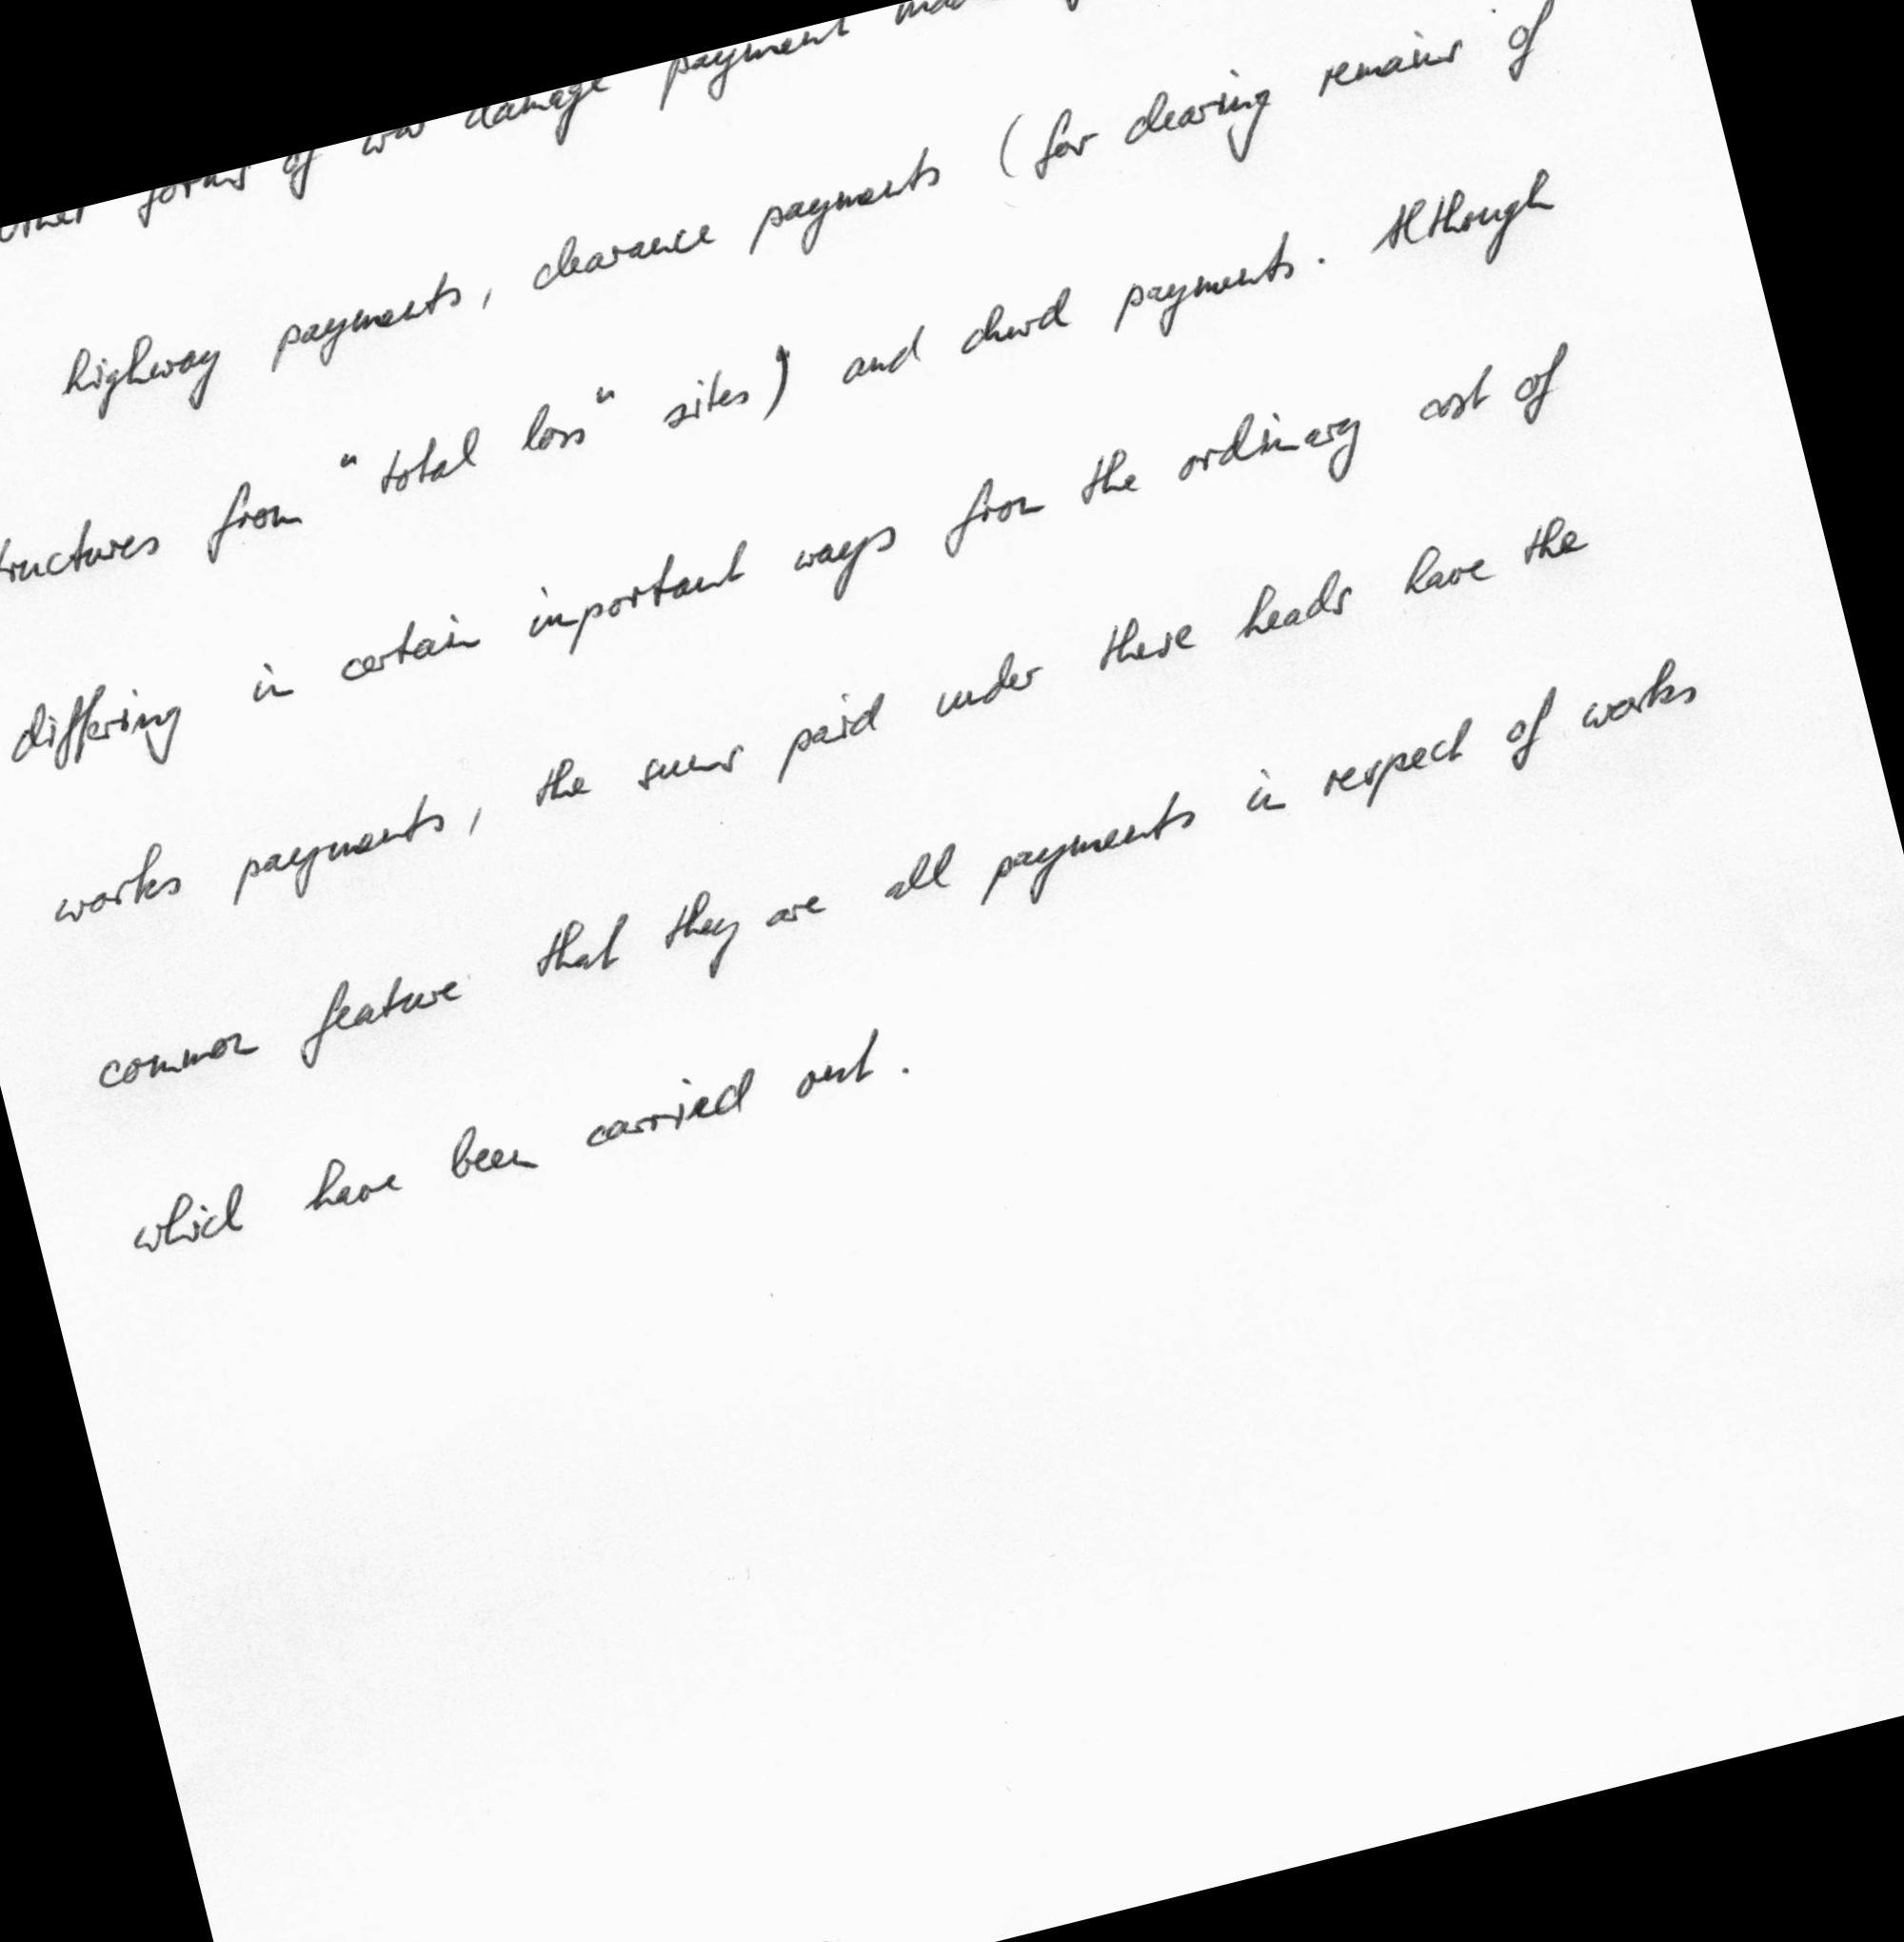 other forms of war damage payment
highway payments, clearance payments (for clearing remains of
structures from "total loss" sites) and church payments. Although
differing in certain important ways from the ordinary cost of
works payments, the sums paid under these heads have the
common feature that they are all payments in respect of works
which have been carried out.